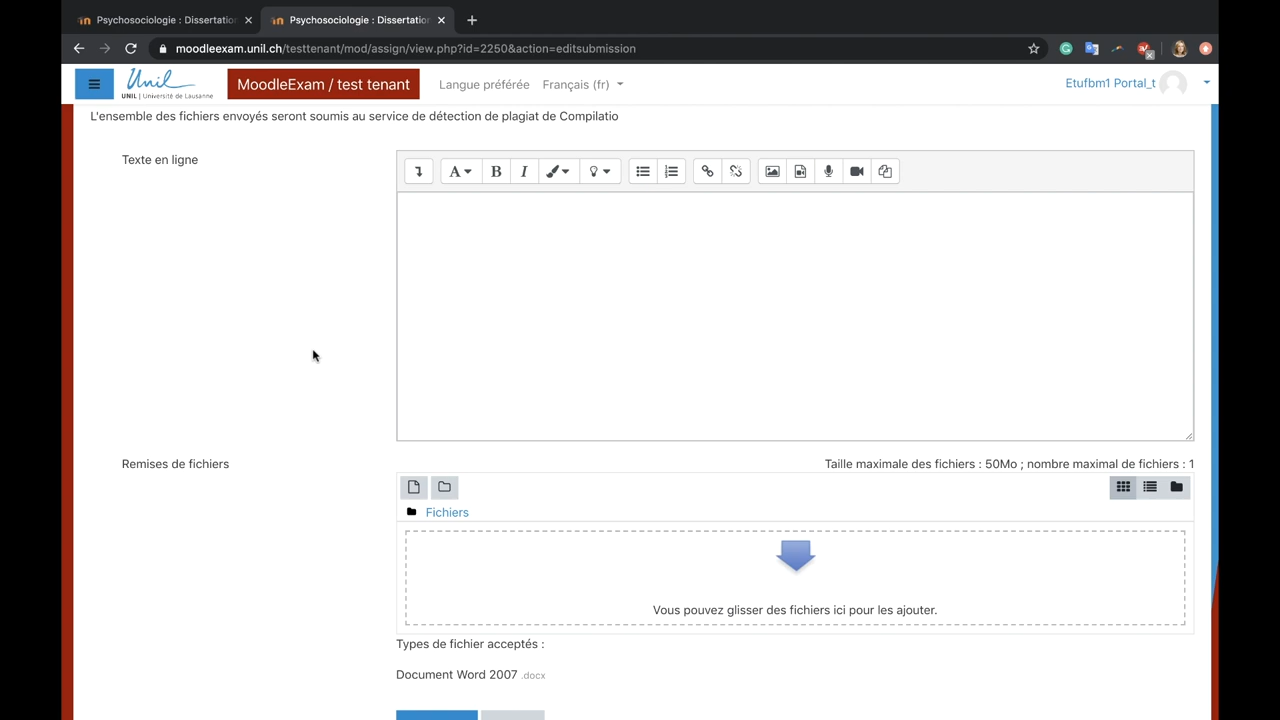 Psychosociologie : Dissertation
Psychosociologie : Dissertation
moodleexam.unil.ch/testtenant/mod/assign/view.php?id=2250&action=editsubmission
Unil
UNIL | Université de Lausanne
MoodleExam / test tenant
Langue préférée
Français (fr)
Etufbm1 Portal_t
L'ensemble des fichiers envoyés seront soumis au service de détection de plagiat de Compilatio
Texte en ligne
A
B
I
Remises de fichiers
Taille maximale des fichiers : 50Mo ; nombre maximal de fichiers : 1
Fichiers
Vous pouvez glisser des fichiers ici pour les ajouter.
Types de fichier acceptés :
Document Word 2007 .docx